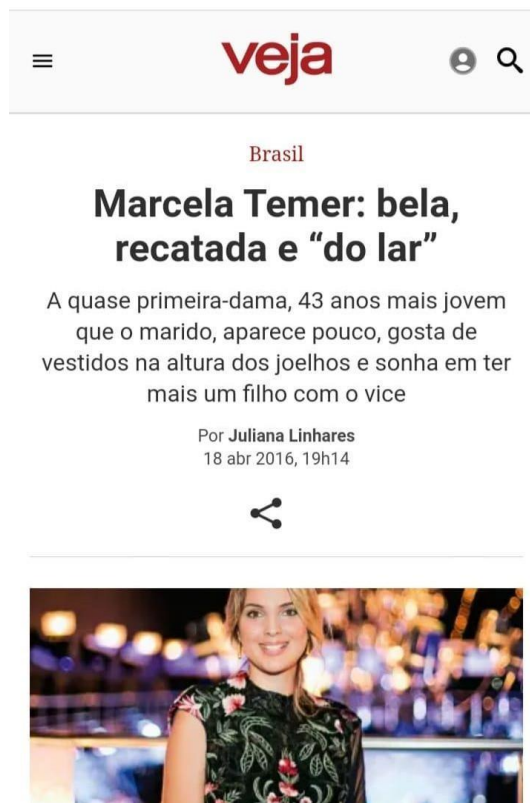 veja
Brasil
Marcela Temer: bela,
recatada e “do lar”
A quase primeira-dama, 43 anos mais jovem
que o marido, aparece pouco, gosta de
vestidos na altura dos joelhos e sonha em ter
mais um filho com o vice
Por Juliana Linhares
18 abr 2016, 19h14